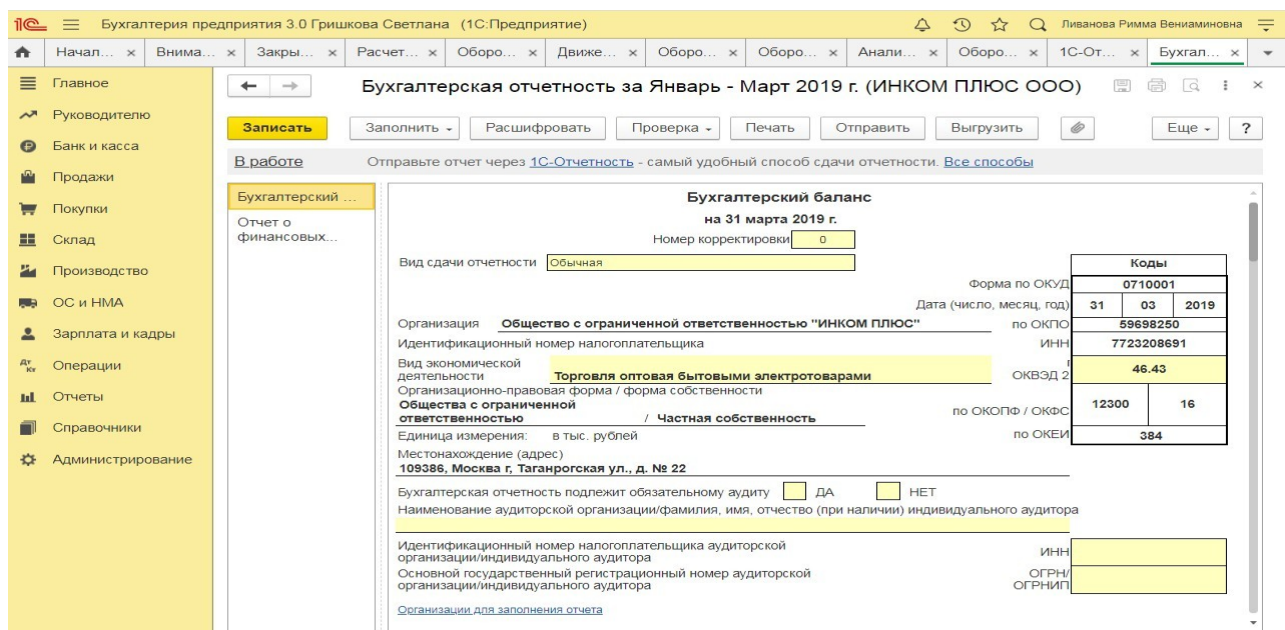 1С Бухгалтерия предприятия 3.0 Гришкова Светлана (1С:Предприятие) Ливанова Римма Вениаминовна
Начал... × Внима... × Закры... × Расчет... × Оборо... × Движе... × Оборо... × Оборо... × Анали... × Оборо... × 1С-От... × Бухгал... ×
Главное
Руководителю
Банк и касса
Продажи
Покупки
Склад
Производство
ОС и НМА
Зарплата и кадры
Операции
Отчеты
Справочники
Администрирование
Бухгалтерская отчетность за Январь - Март 2019 г. (ИНКОМ ПЛЮС ООО)
Записать Заполнить Расшифровать Проверка Печать Отправить Выгрузить Еще ?
В работе Отправьте отчет через 1С-Отчетность - самый удобный способ сдачи отчетности. Все способы
Бухгалтерский ...
Отчет о
финансовых...
Бухгалтерский баланс
на 31 марта 2019 г.
Номер корректировки 0
Вид сдачи отчетности Обычная Коды
Форма по ОКУД 0710001
Дата (число, месяц, год) 31 03 2019
Организация Общество с ограниченной ответственностью "ИНКОМ ПЛЮС" по ОКПО 59698250
Идентификационный номер налогоплательщика ИНН 7723208691
Вид экономической
деятельности Торговля оптовая бытовыми электротоварами ОКВЭД 2 46.43
Организационно-правовая форма / форма собственности
Общества с ограниченной
ответственностью / Частная собственность по ОКОПФ / ОКФС 12300 16
Единица измерения: в тыс. рублей по ОКЕИ 384
Местонахождение (адрес)
109386, Москва г, Таганрогская ул., д. № 22
Бухгалтерская отчетность подлежит обязательному аудиту ДА НЕТ
Наименование аудиторской организации/фамилия, имя, отчество (при наличии) индивидуального аудитора
Идентификационный номер налогоплательщика аудиторской
организации/индивидуального аудитора ИНН
Основной государственный регистрационный номер аудиторской
организации/индивидуального аудитора ОГРН/
ОГРНИП
Организации для заполнения отчета